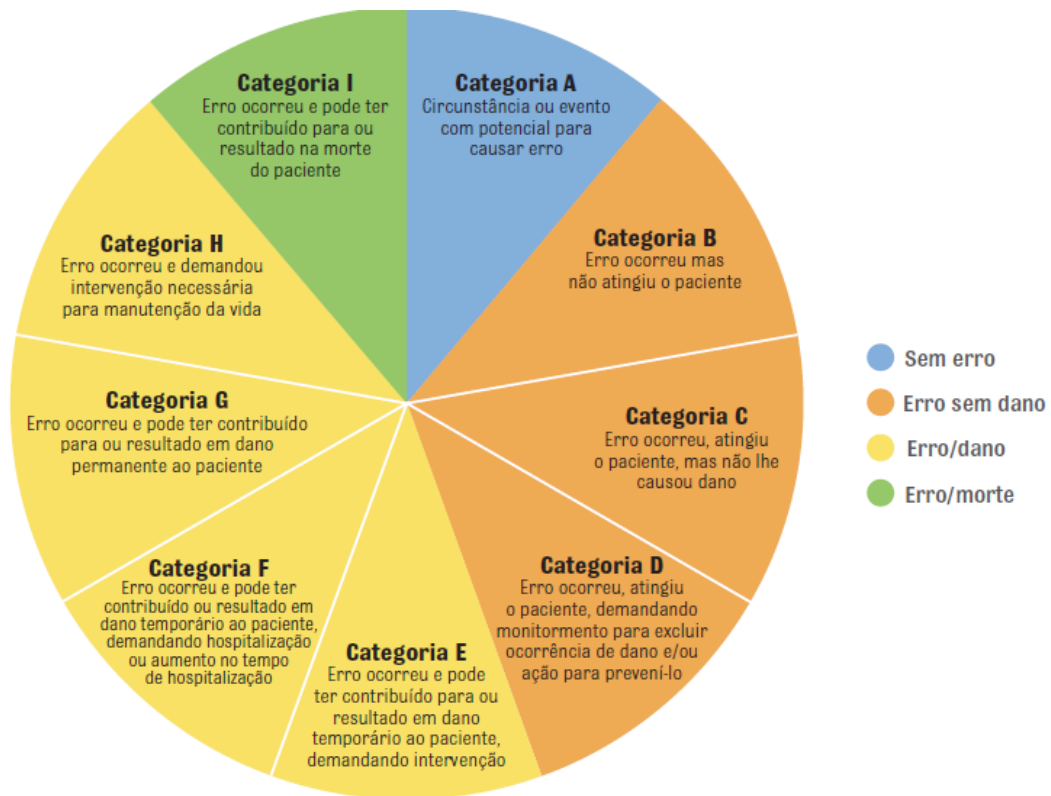 Categoria I
Erro ocorreu e pode ter
contribuído para ou
resultado na morte
do paciente
Categoria A
Circunstância ou evento
com potencial para
causar erro
Categoria B
Erro ocorreu mas
não atingiu o paciente
Categoria C
Erro ocorreu, atingiu
o paciente, mas não lhe
causou dano
Categoria D
Erro ocorreu, atingiu
o paciente, demandando
monitormento para excluir
ocorrência de dano e/ou
ação para prevení-lo
Categoria E
Erro ocorreu e pode
ter contribuído para ou
resultado em dano
temporário ao paciente,
demandando intervenção
Categoria F
Erro ocorreu e pode ter
contribuído ou resultado em
dano temporário ao paciente,
demandando hospitalização
ou aumento no tempo
de hospitalização
Categoria G
Erro ocorreu e pode ter contribuído
para ou resultado em dano
permanente ao paciente
Categoria H
Erro ocorreu e demandou
intervenção necessária
para manutenção da vida
Sem erro
Erro sem dano
Erro/dano
Erro/morte